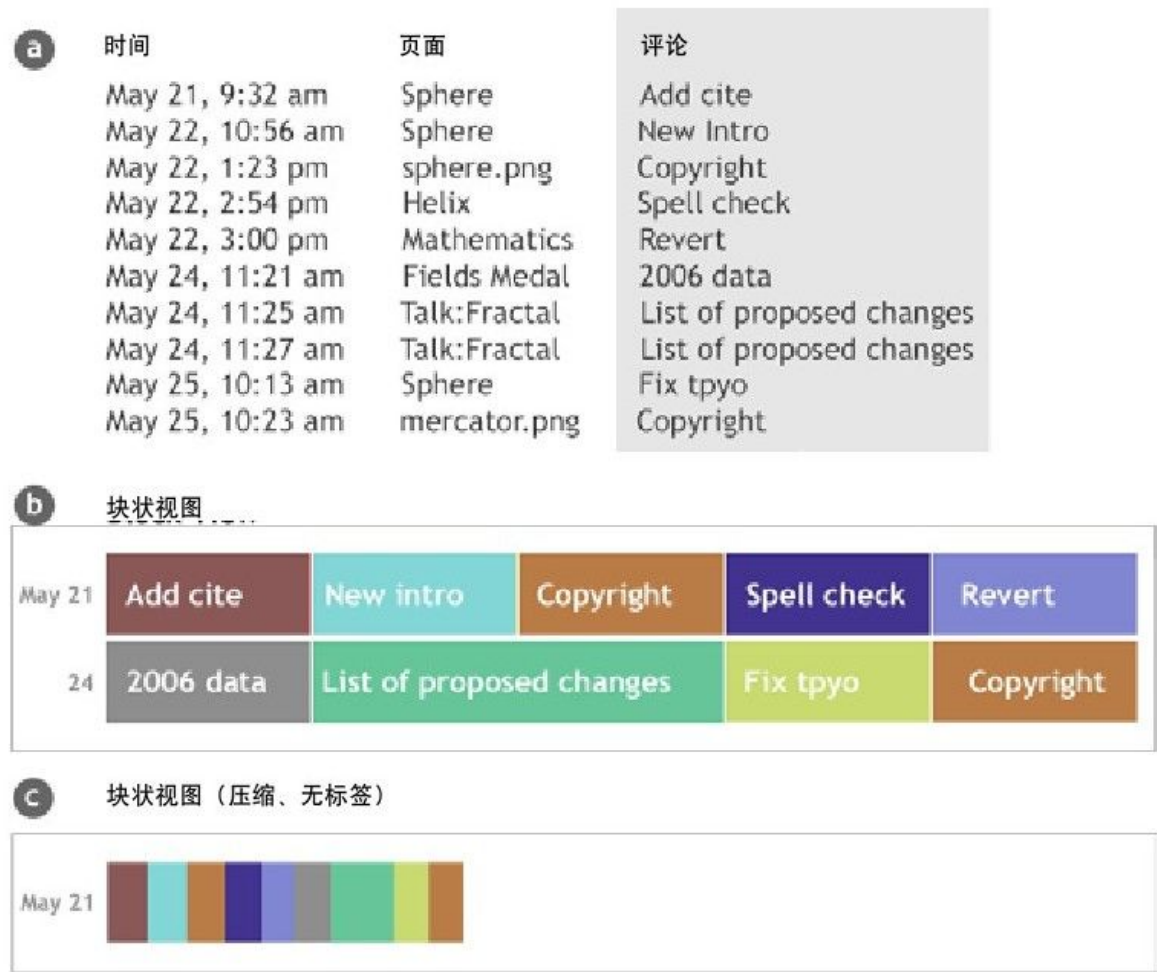 a 时间 页面 评论
May 21, 9:32 am Sphere Add cite
May 22, 10:56 am Sphere New Intro
May 22, 1:23 pm sphere.png Copyright
May 22, 2:54 pm Helix Spell check
May 22, 3:00 pm Mathematics Revert
May 24, 11:21 am Fields Medal 2006 data
May 24, 11:25 am Talk:Fractal List of proposed changes
May 24, 11:27 am Talk:Fractal List of proposed changes
May 25, 10:13 am Sphere Fix tpyo
May 25, 10:23 am mercator.png Copyright
b 块状视图
May 21 Add cite New intro Copyright Spell check Revert
24 2006 data List of proposed changes Fix tpyo Copyright
c 块状视图（压缩、无标签）
May 21